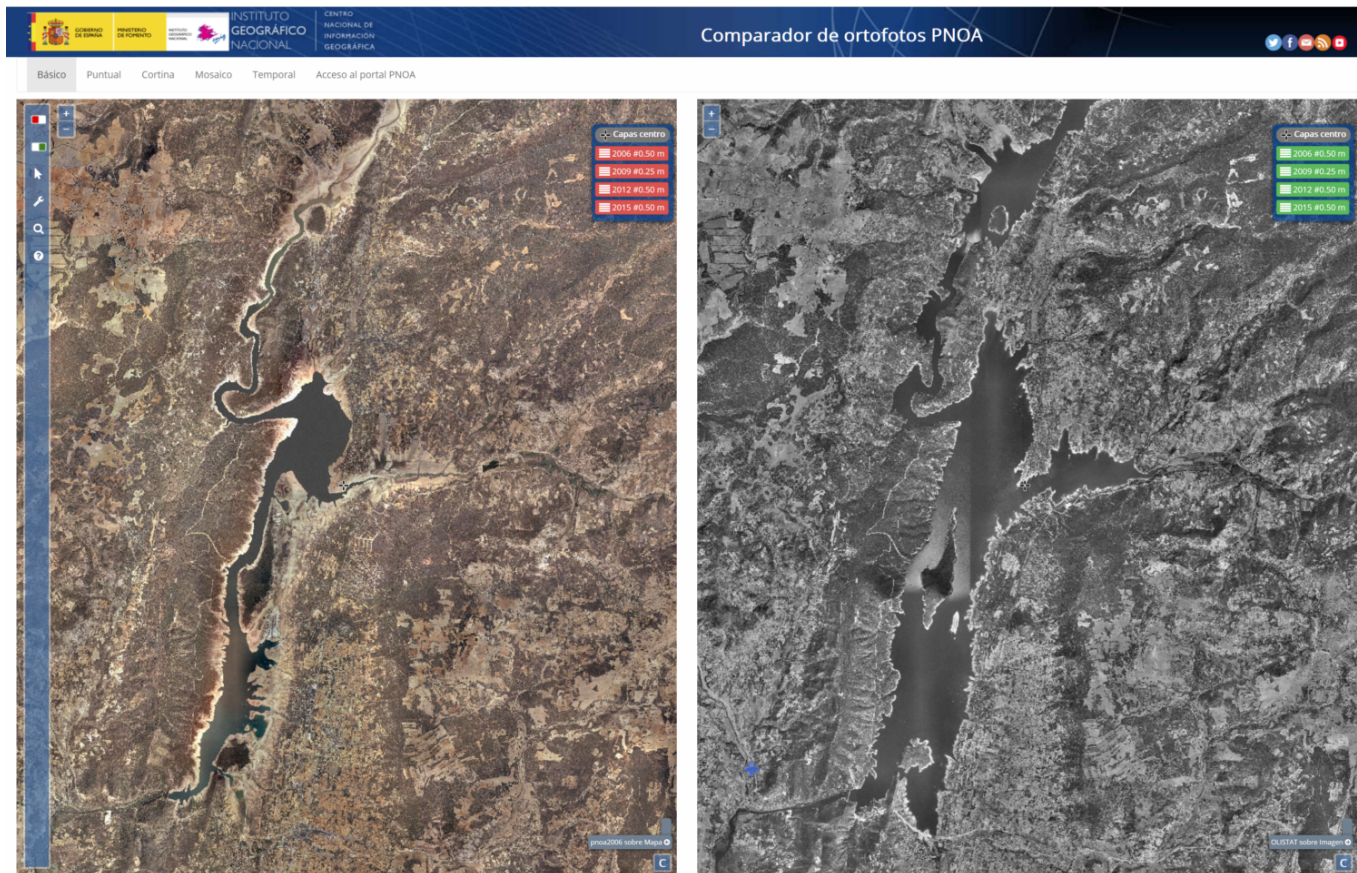 GOBIERNO
DE ESPAÑA
MINISTERIO
DE FOMENTO
INSTITUTO
GEOGRÁFICO
NACIONAL
INSTITUTO
GEOGRÁFICO
NACIONAL
CENTRO
NACIONAL DE
INFORMACIÓN
GEOGRÁFICA
Comparador de ortofotos PNOA
Básico Puntual Cortina Mosaico Temporal Acceso al portal PNOA
+
−
Capas centro
2006 #0.50 m
2009 #0.25 m
2012 #0.50 m
2015 #0.50 m
pnoa2006 sobre Mapa
C
+
−
Capas centro
2006 #0.50 m
2009 #0.25 m
2012 #0.50 m
2015 #0.50 m
OLISTAT sobre Imagen
C